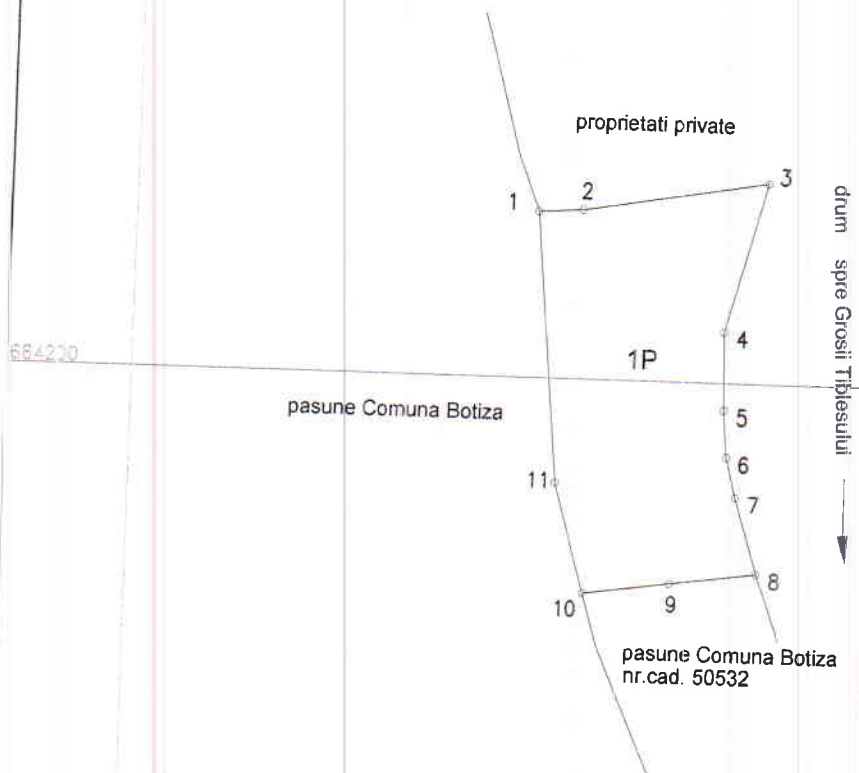 proprietati private
1
2
3
drum spre Grosii Tiblesului
4
664200
1P
pasune Comuna Botiza
5
6
11
7
8
9
10
pasune Comuna Botiza
nr.cad. 50532